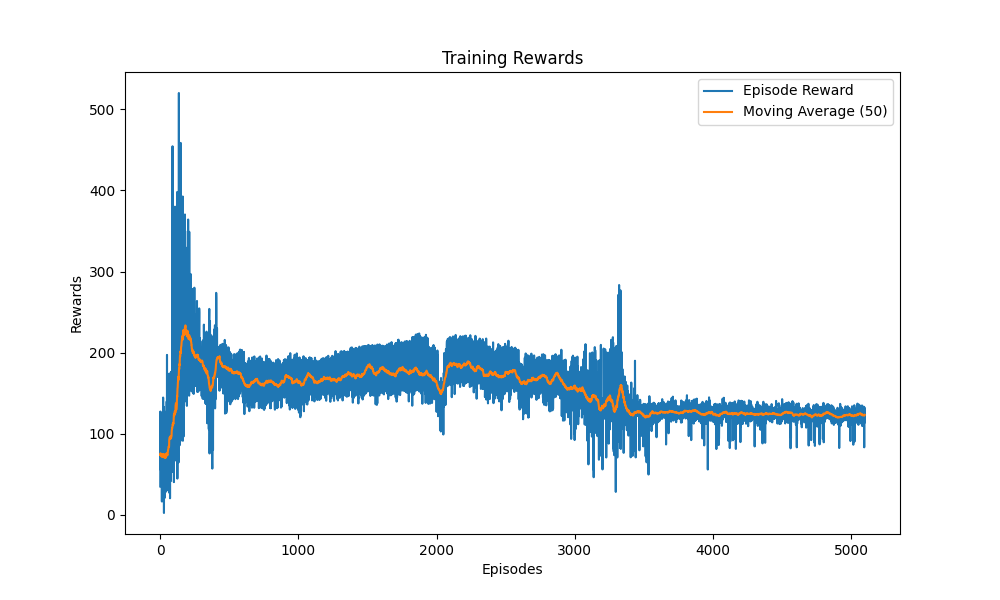 Training Rewards
Episode Reward
Moving Average (50)
Rewards
500
400
300
200
100
0
0 1000 2000 3000 4000 5000
Episodes